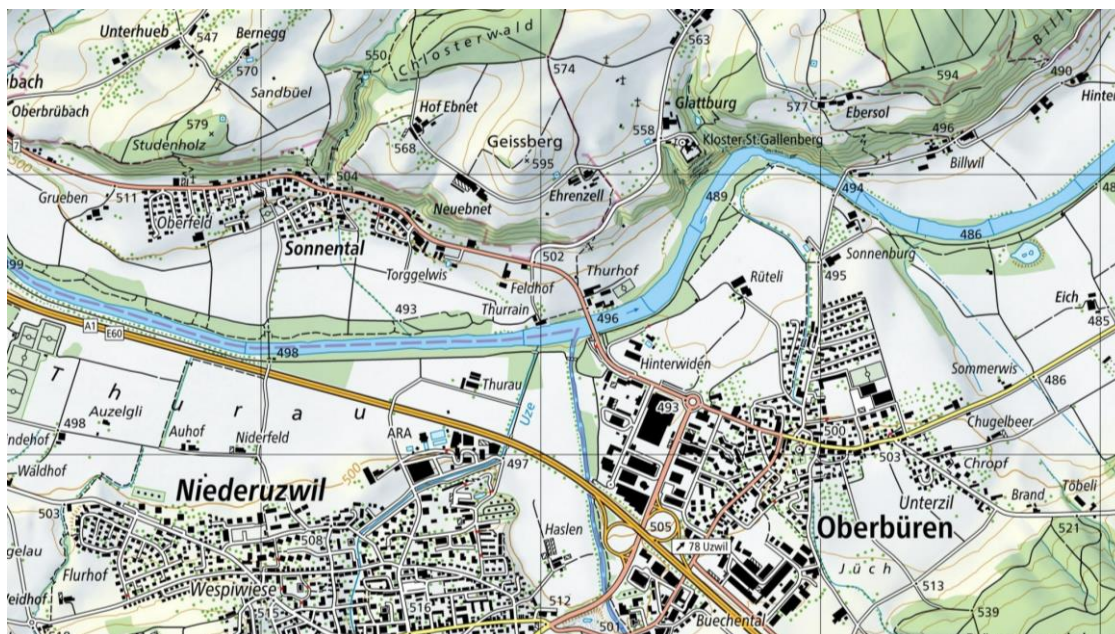 Unterhueb
547
Bernegg
570
Sandbüel
550
Chlosterwald
574
563
594
490
Oberbrübach
Hof Ebnet
Glattburg
577
Ebersol
579
Studenholz
568
Geissberg
595
558
Kloster St. Gallenberg
496
Billwil
7
500
504
Grueben
511
Oberfeld
Neuebnet
Ehrenzell
489
494
Sonnental
486
Torggelwis
502
Thurhof
495
Sonnenburg
Feldhof
Rüteli
Eich
493
Thurrain
496
485
A1
E60
498
Hinterwiden
Thurau
Sommerwis
486
Thurau
498
Auzelgli
Auhof
Niderfeld
ARA
Uze
493
500
Chugelbeer
503
Wäldhof
500
497
Chropf
Niederuzwil
503
Unterzil
Brand
Töbeli
508
Haslen
505
78 Uzwil
Oberbüren
521
Flurhof
Jüch
Wespiwiese
513
515
516
512
501
Buechental
539